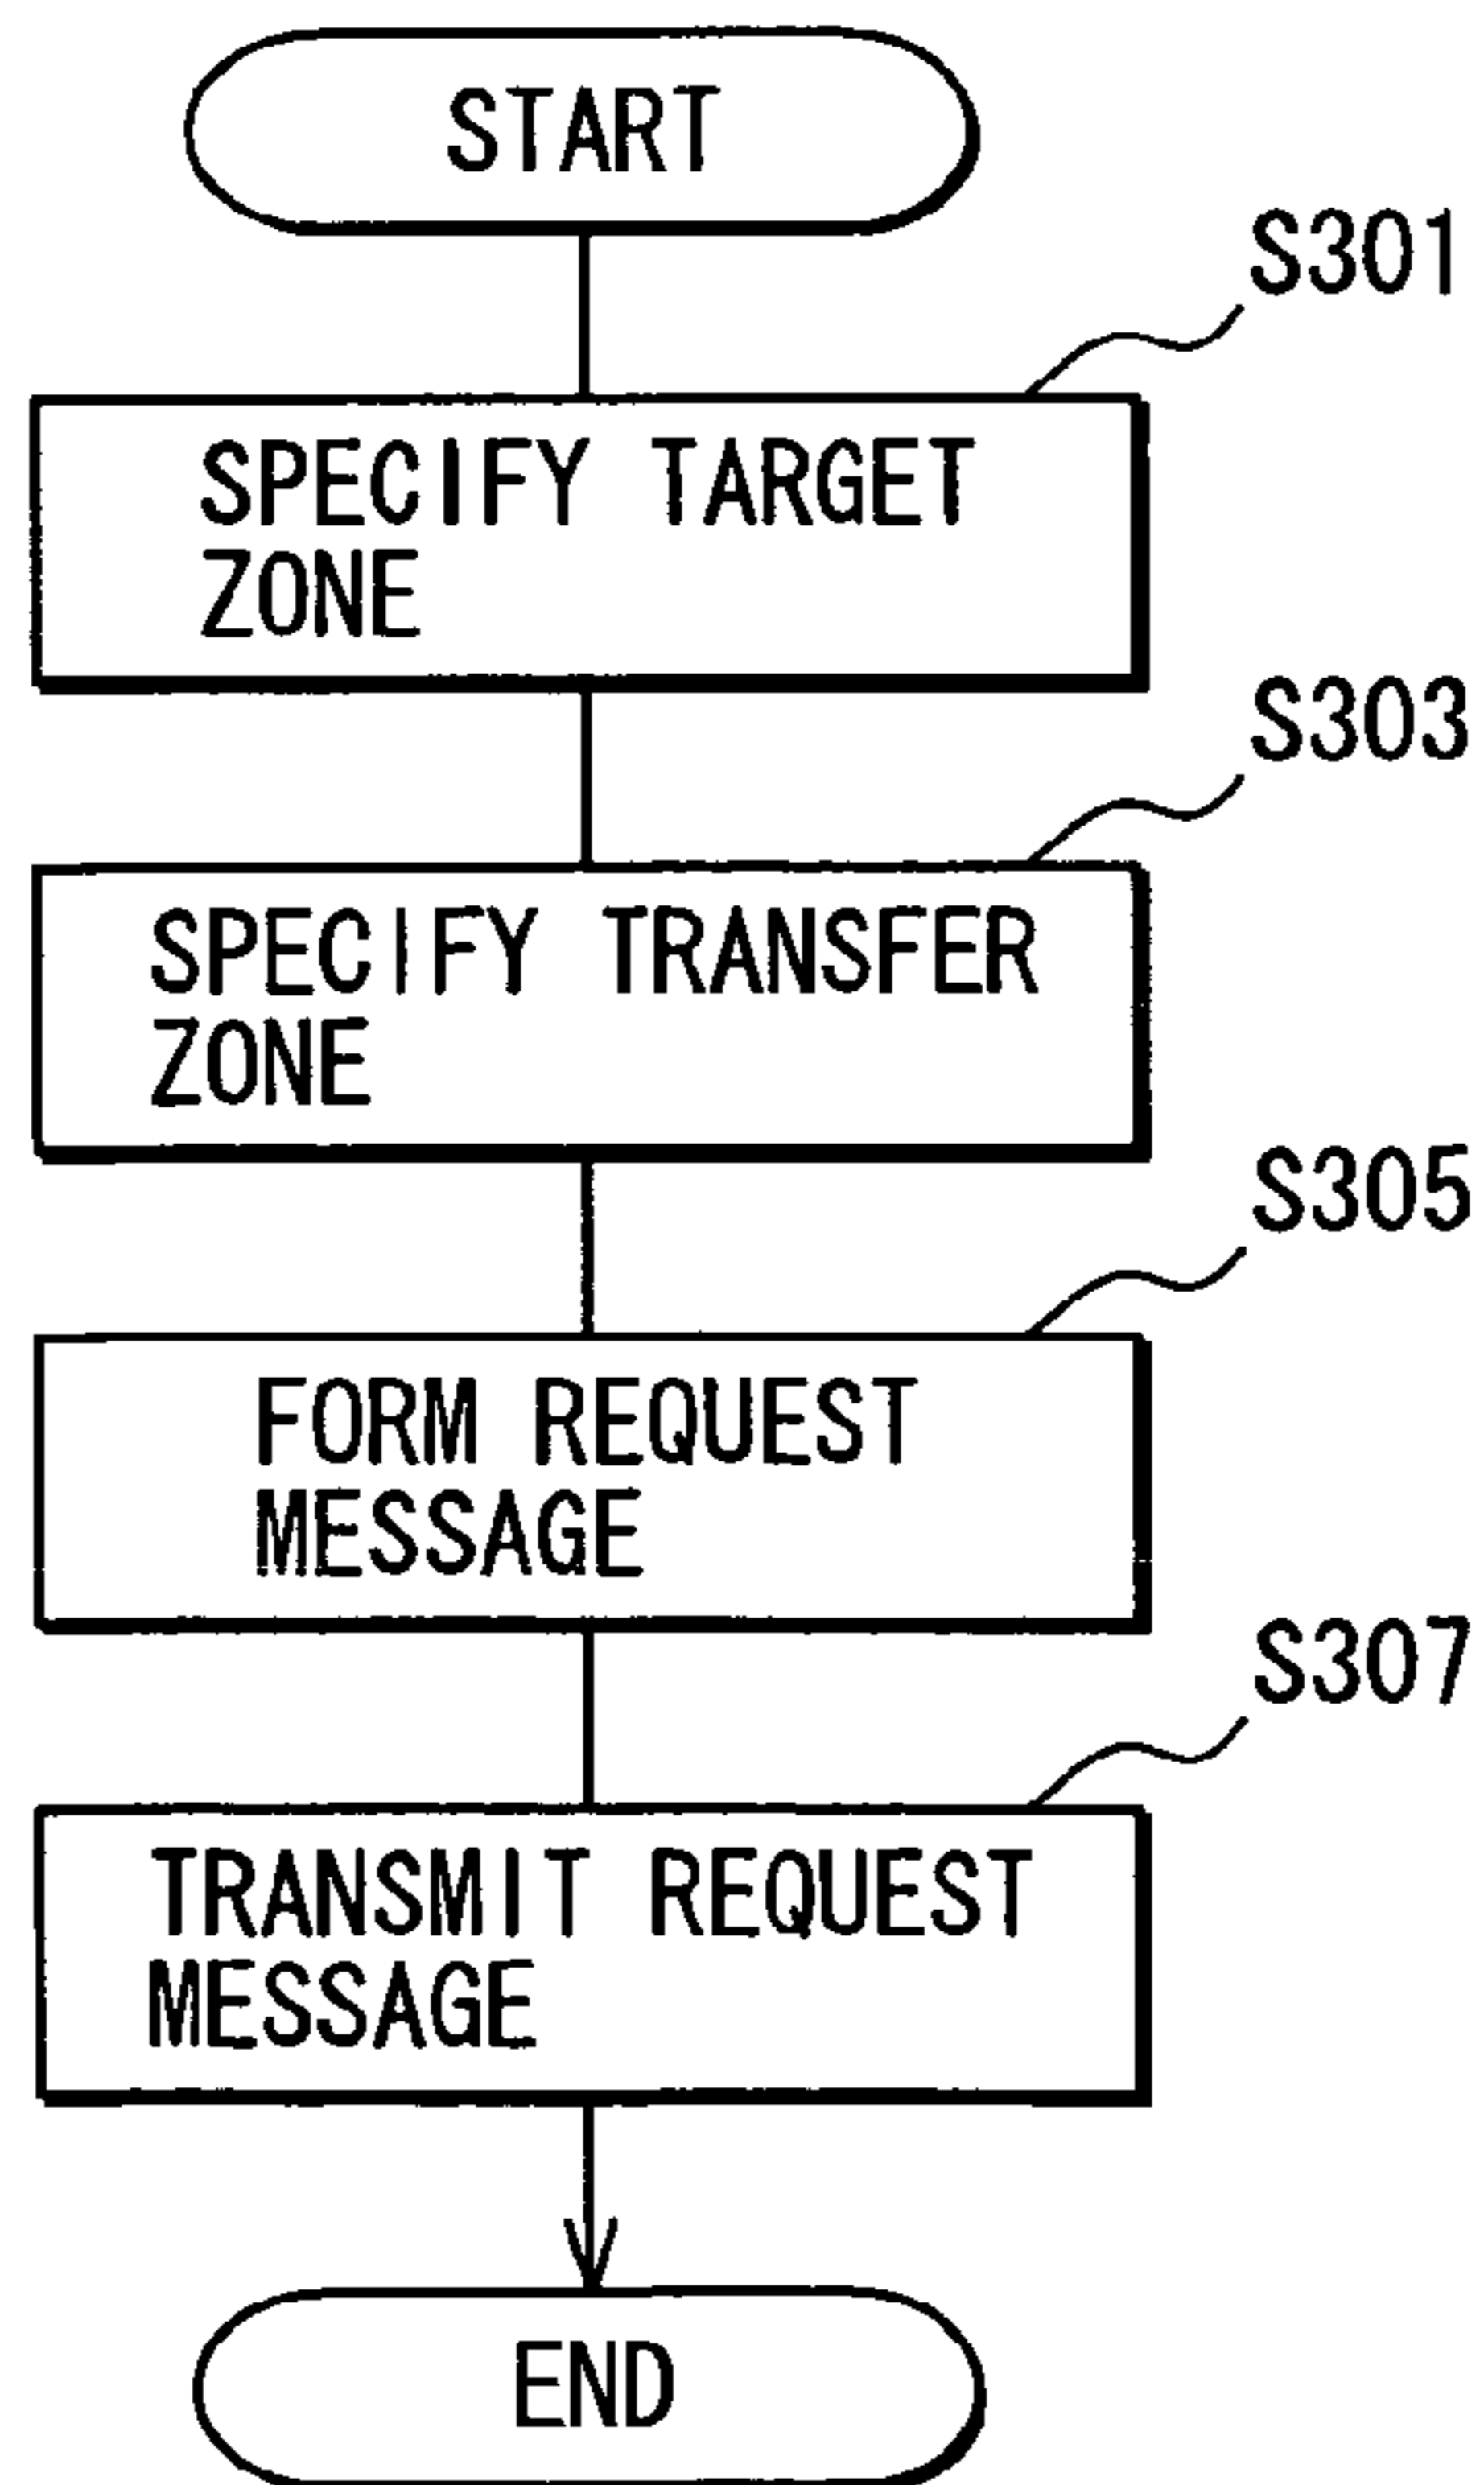 START
S301
SPECIFY TARGET
ZONE
S303
SPECIFY TRANSFER
ZONE
S305
FORM REQUEST
MESSAGE
S307
TRANSMIT REQUEST
MESSAGE
END